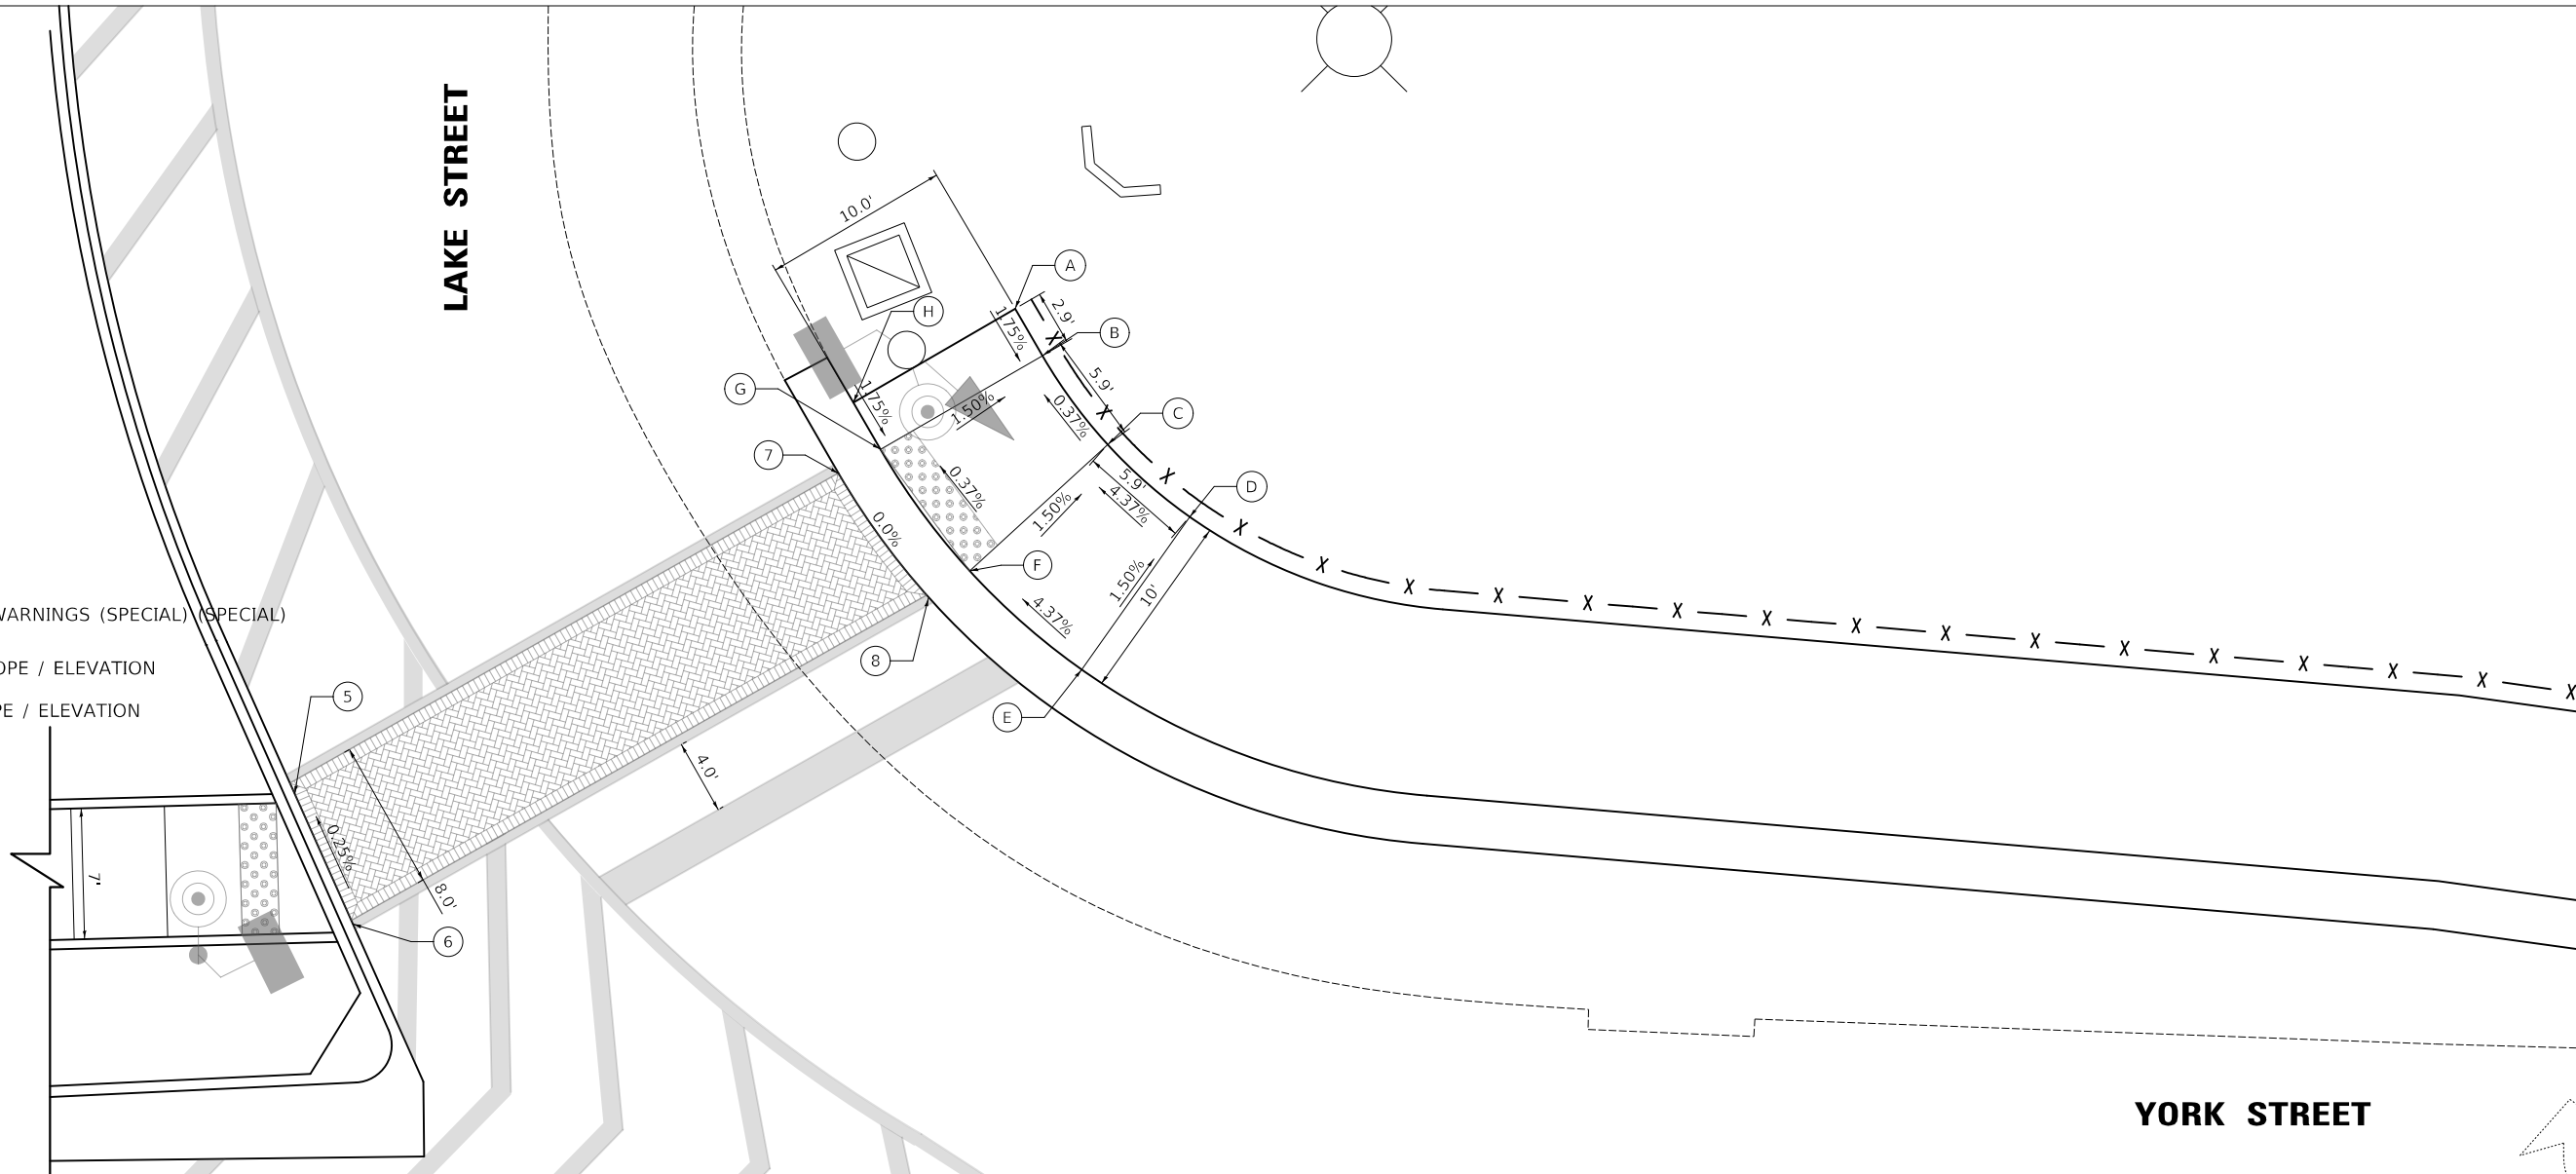 LAKE STREET
10.0'
A
H
2.9'
1.75%
B
5.9'
G
1.75%
1.50%
0.37%
C
7
0.37%
5.9'
4.37%
D
1.50%
0.0%
F
1.50%
10'
4.37%
WARNINGS (SPECIAL) (SPECIAL)
OPE / ELEVATION
PE / ELEVATION
8
5
E
4.0'
0.25%
7'
8.0'
6
YORK STREET
X X X X X X X X X X X X X X X X X X X